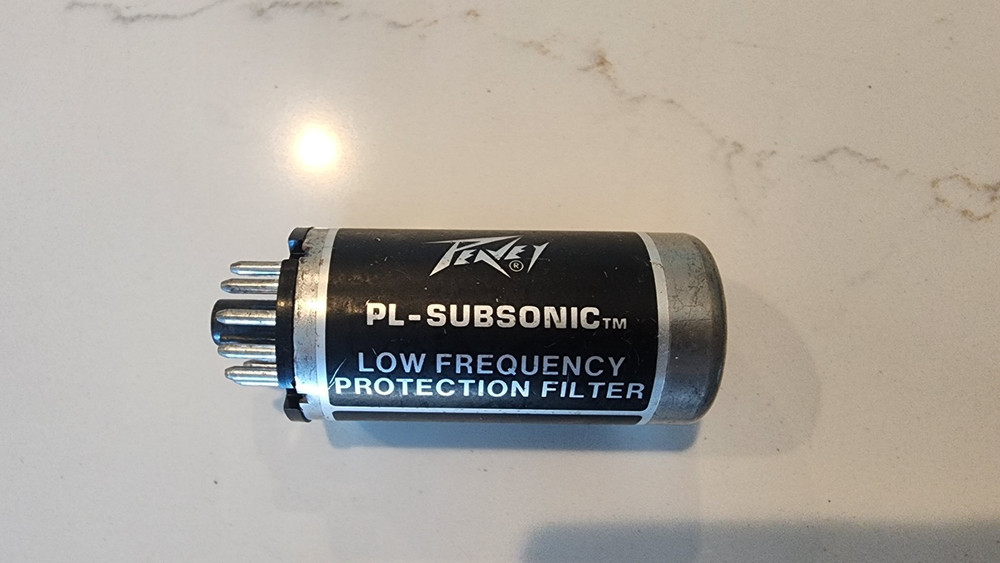 PEAVEY®
PL-SUBSONIC™
LOW FREQUENCY
PROTECTION FILTER